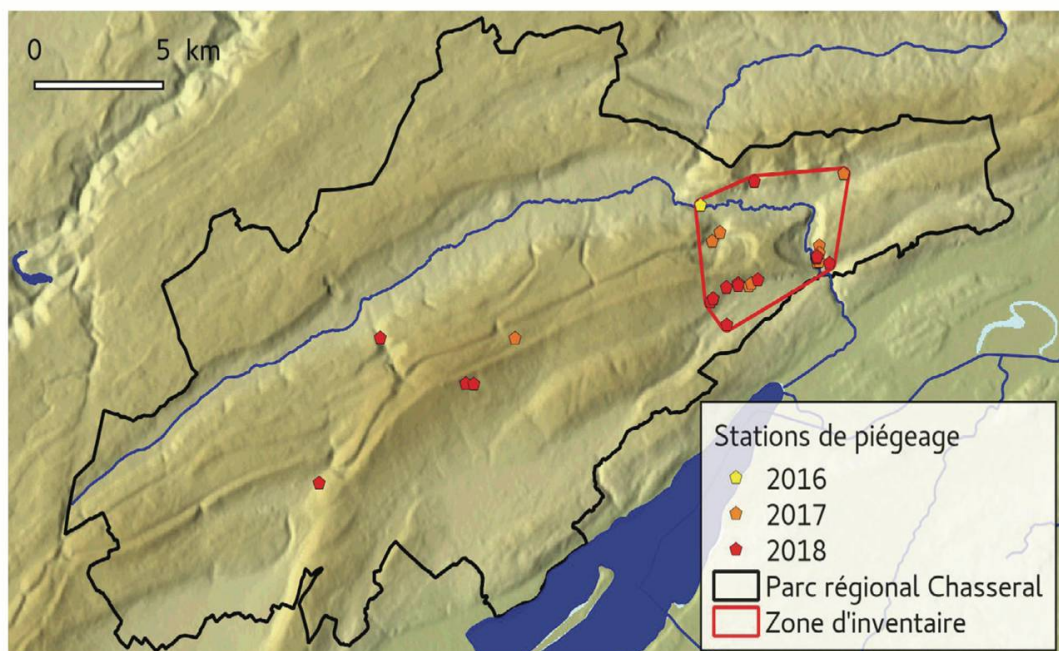 0 5 km
Stations de piégeage
2016
2017
2018
Parc régional Chasseral
Zone d'inventaire